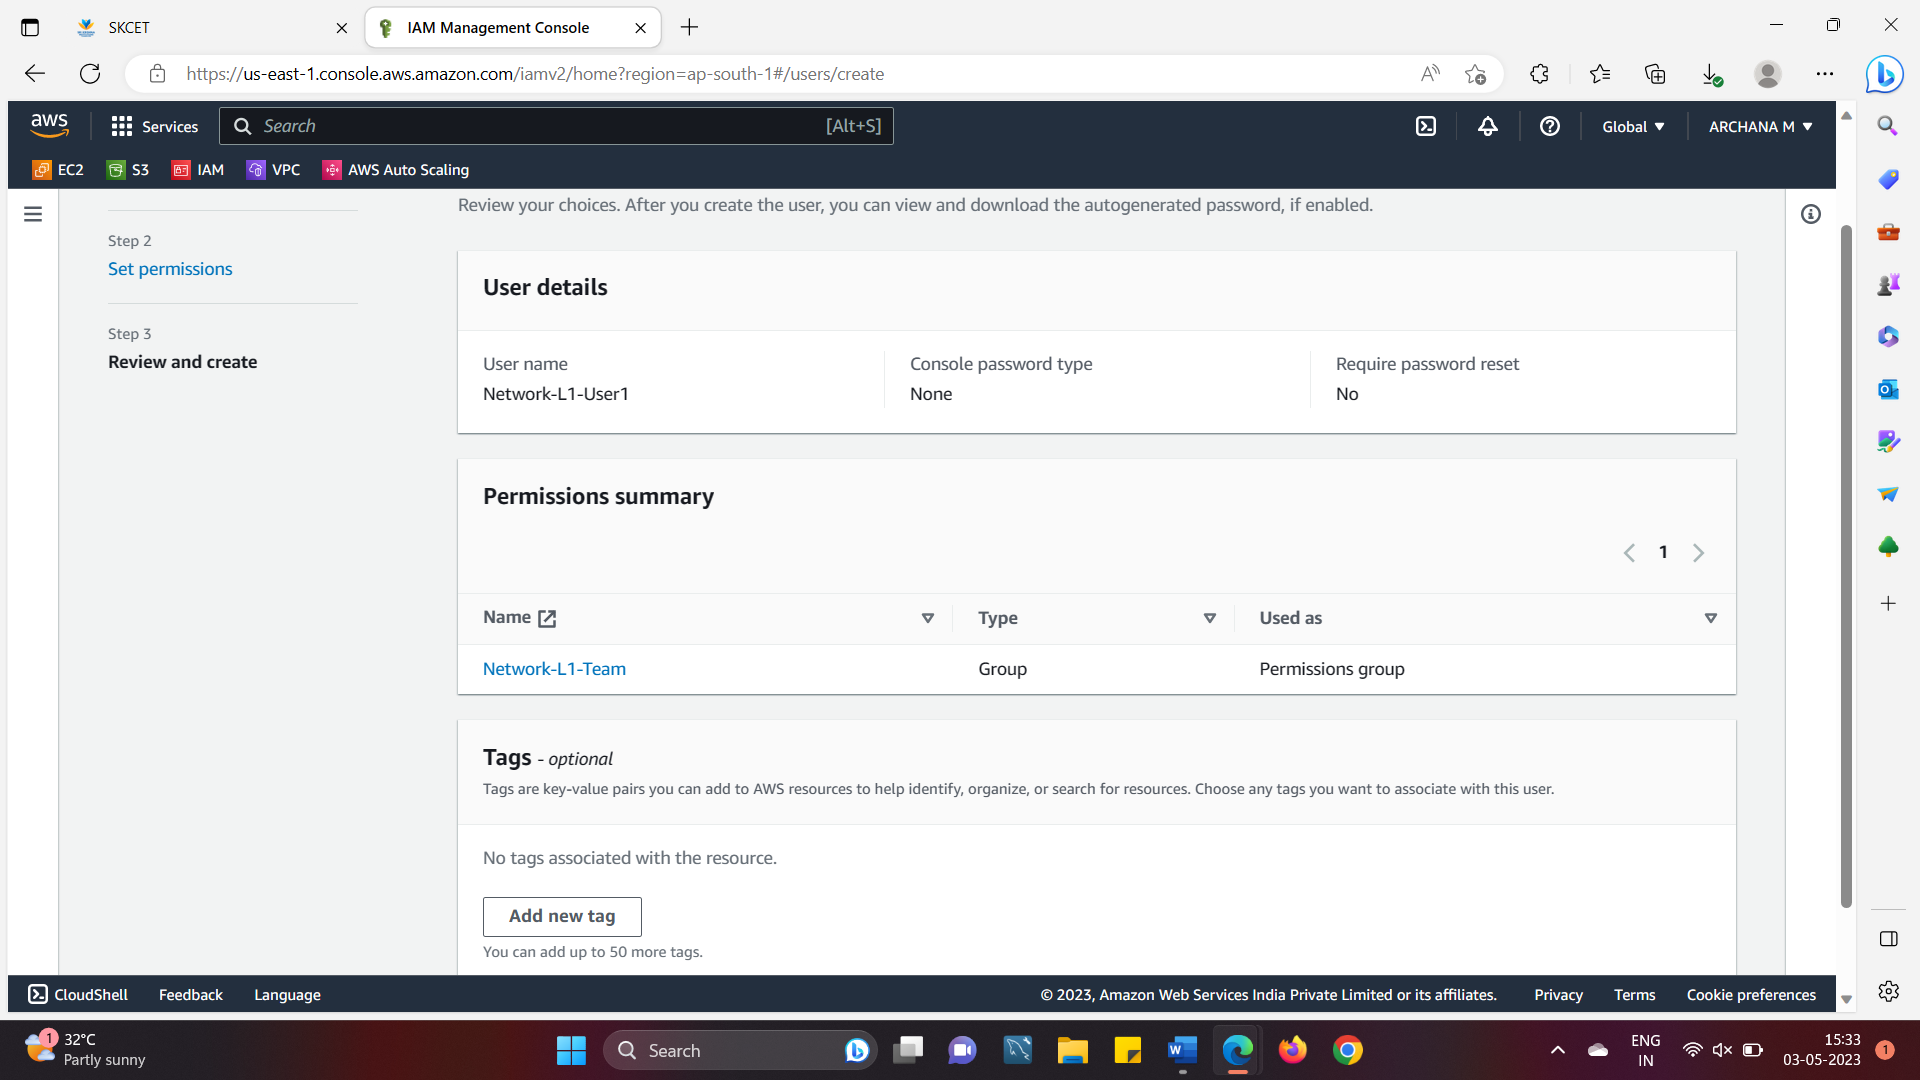 SKCET
IAM Management Console
https://us-east-1.console.aws.amazon.com/iamv2/home?region=ap-south-1#/users/create
aws
Services
Search
[Alt+S]
Global
ARCHANA M
EC2
S3
IAM
VPC
AWS Auto Scaling
Review your choices. After you create the user, you can view and download the autogenerated password, if enabled.
Step 2
Set permissions
Step 3
Review and create
User details
User name
Network-L1-User1
Console password type
None
Require password reset
No
Permissions summary
1
Name
Type
Used as
Network-L1-Team
Group
Permissions group
Tags - optional
Tags are key-value pairs you can add to AWS resources to help identify, organize, or search for resources. Choose any tags you want to associate with this user.
No tags associated with the resource.
Add new tag
You can add up to 50 more tags.
CloudShell
Feedback
Language
© 2023, Amazon Web Services India Private Limited or its affiliates.
Privacy
Terms
Cookie preferences
1
32°C
Partly sunny
Search
ENG
IN
15:33
03-05-2023
1